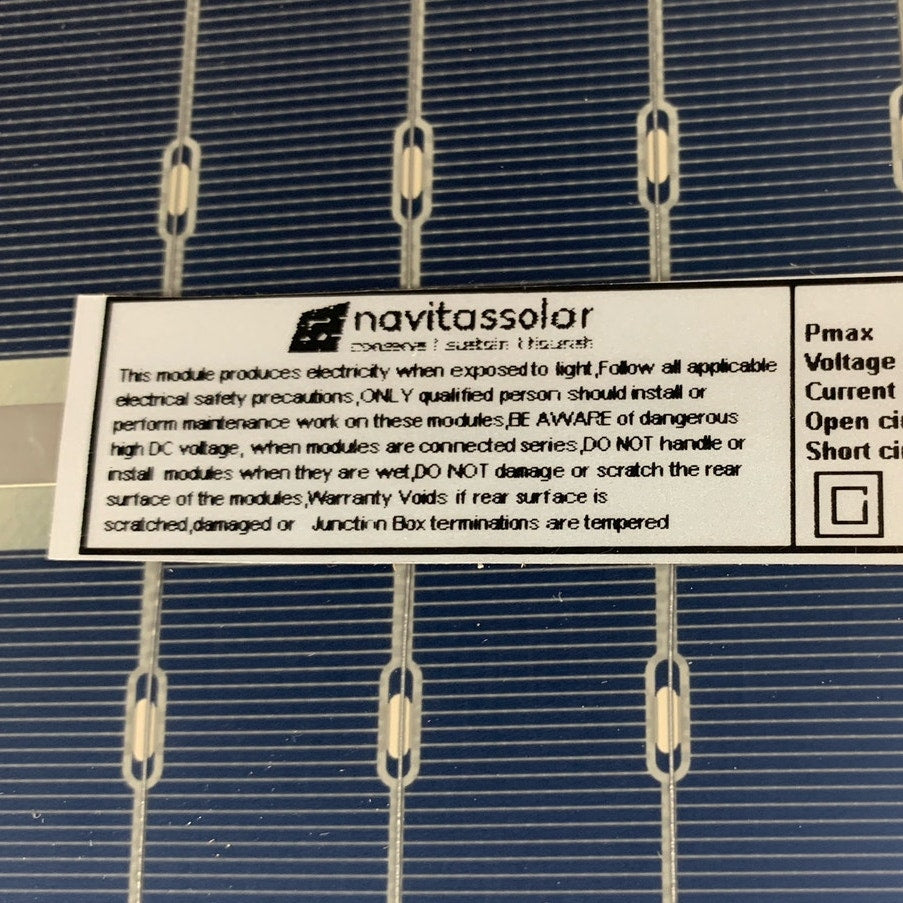 navitassolar
conserve | sustain | flourish
This module produces electricity when exposed to light,Follow all applicable
electrical safety precautions,ONLY qualified person should install or
perform maintenance work on these modules,BE AWARE of dangerous
high DC voltage, when modules are connected series,DO NOT handle or
install modules when they are wet,DO NOT damage or scratch the rear
surface of the modules,Warranty Voids if rear surface is
scratched,damaged or Junction Box terminations are tempered
Pmax
Voltage
Current
Open
Short